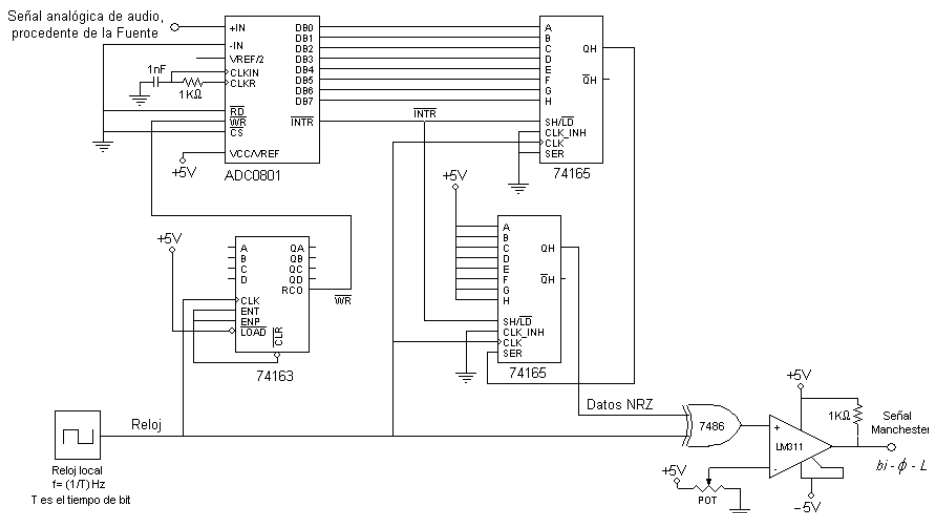 Señal analógica de audio,
procedente de la Fuente
+IN
-IN
VREF/2
CLKIN
CLKR
RD
WR
CS
VCC/VREF
DB0
DB1
DB2
DB3
DB4
DB5
DB6
DB7
INTR
ADC0801
1nF
1KΩ
+5V
INTR
A
B
C
D
E
F
G
H
SH/LD
CLK_INH
CLK
SER
QH
QH
74165
+5V
A
B
C
D
E
F
G
H
SH/LD
CLK_INH
CLK
SER
QH
QH
74165
+5V
A
B
C
D
CLK
ENT
ENP
LOAD
QA
QB
QC
QD
RCO
CLR
WR
74163
Reloj
Reloj local
f= (1/T) Hz
T es el tiempo de bit
Datos NRZ
7486
+5V
1KΩ
+
-
LM311
-5V
+5V
POT
Señal
Manchester
bi - ϕ - L